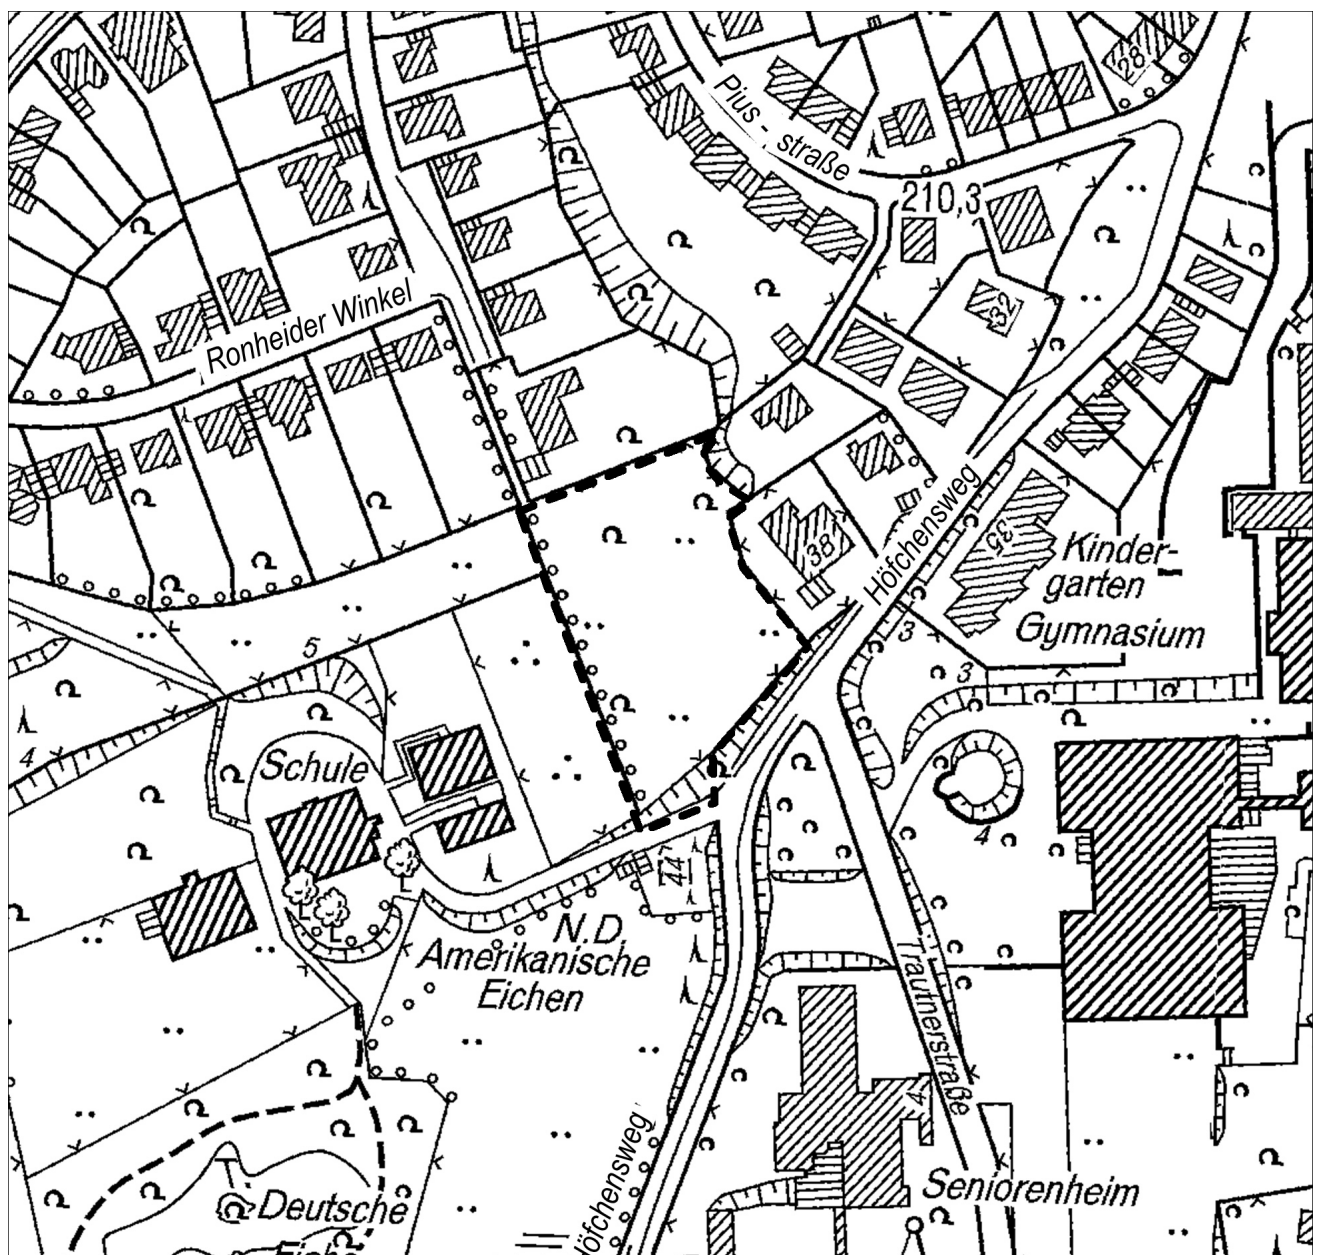 28
Pius - straße
210,3
32
Ronheider Winkel
Höfchensweg
35
38
Kinder-
garten
Gymnasium
3
3
5
4
Schule
4
44
N.D.
Amerikanische
Eichen
Trautnerstraße
4
Höfchensweg
Seniorenheim
Deutsche
Eiche